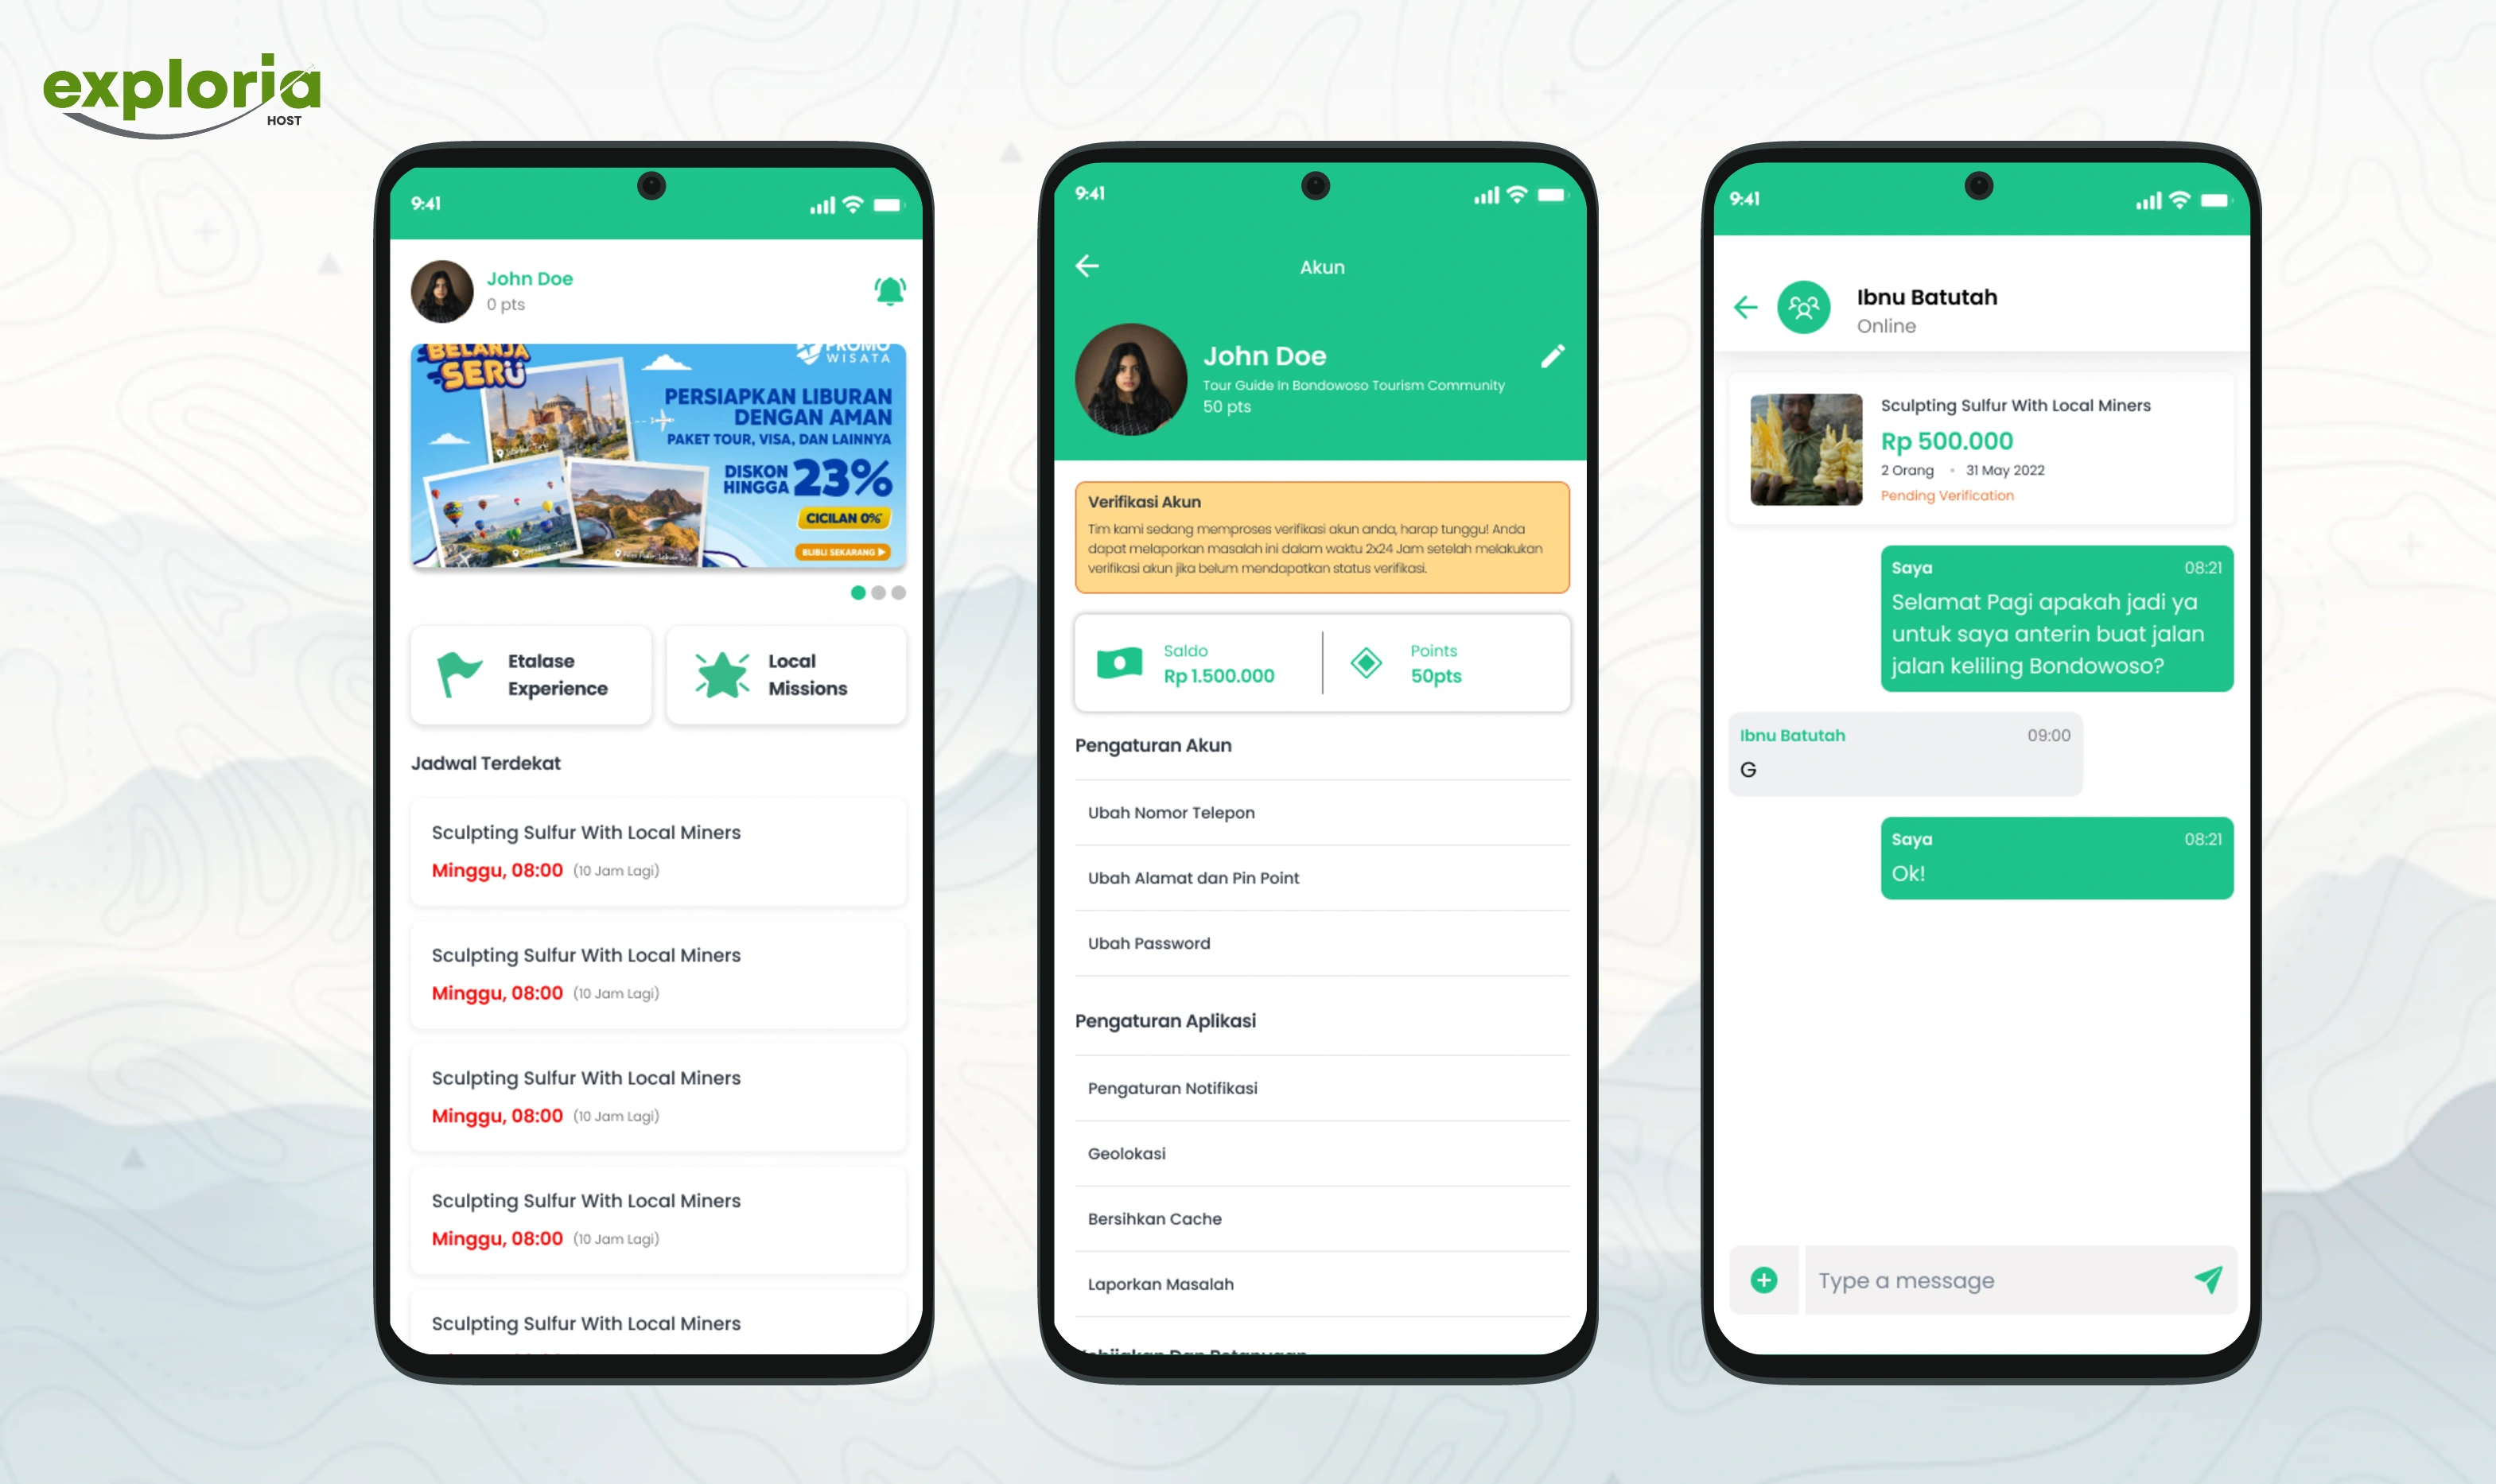 exploria
HOST
9:41
John Doe
0 pts
BELANJA
SERU
PROMO
WISATA
PERSIAPKAN LIBURAN
DENGAN AMAN
PAKET TOUR, VISA, DAN LAINNYA
DISKON
HINGGA 23%
CICILAN 0%*
BLIBLI SEKARANG
Etalase
Experience
Local
Missions
Jadwal Terdekat
Sculpting Sulfur With Local Miners
Minggu, 08:00 (10 Jam Lagi)
Sculpting Sulfur With Local Miners
Minggu, 08:00 (10 Jam Lagi)
Sculpting Sulfur With Local Miners
Minggu, 08:00 (10 Jam Lagi)
Sculpting Sulfur With Local Miners
Minggu, 08:00 (10 Jam Lagi)
Sculpting Sulfur With Local Miners
9:41
Akun
John Doe
Tour Guide In Bondowoso Tourism Community
50 pts
Verifikasi Akun
Tim kami sedang memproses verifikasi akun anda, harap tunggu! Anda
dapat melaporkan masalah ini dalam waktu 2x24 Jam setelah melakukan
verifikasi akun jika belum mendapatkan status verifikasi.
Saldo
Rp 1.500.000
Points
50pts
Pengaturan Akun
Ubah Nomor Telepon
Ubah Alamat dan Pin Point
Ubah Password
Pengaturan Aplikasi
Pengaturan Notifikasi
Geolokasi
Bersihkan Cache
Laporkan Masalah
Kebijakan Dan Petanyaan
9:41
Ibnu Batutah
Online
Sculpting Sulfur With Local Miners
Rp 500.000
2 Orang • 31 May 2022
Pending Verification
Saya 08:21
Selamat Pagi apakah jadi ya
untuk saya anterin buat jalan
jalan keliling Bondowoso?
Ibnu Batutah 09:00
G
Saya 08:21
Ok!
Type a message